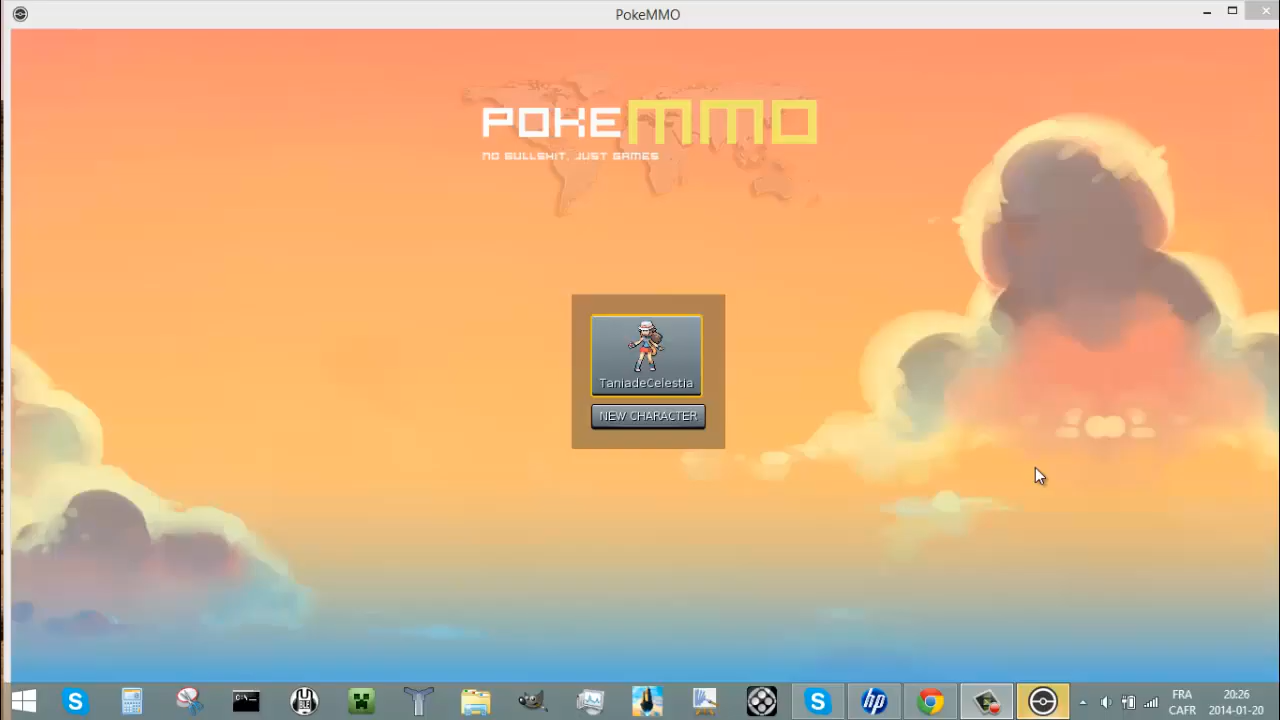 PokeMMO
POKEMMO
NO BULLSHIT. JUST GAMES
TaniadeCelestia
NEW CHARACTER
FRA
20:26
CAFR
2014-01-20